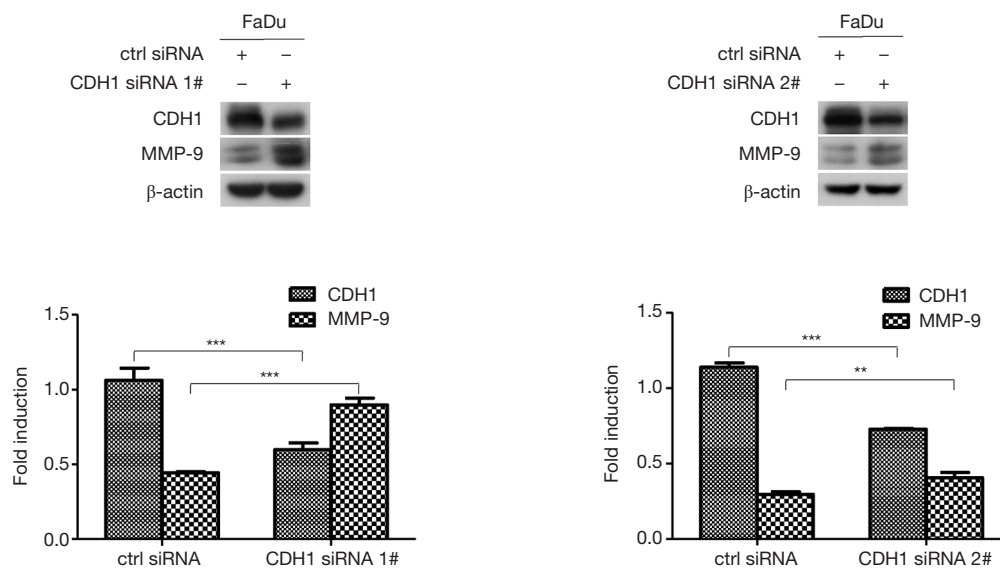 FaDu
ctrl siRNA + –
CDH1 siRNA 1# – +
CDH1
MMP-9
β-actin
CDH1
MMP-9
Fold induction
1.5
1.0
0.5
0.0
***
***
ctrl siRNA CDH1 siRNA 1#
FaDu
ctrl siRNA + –
CDH1 siRNA 2# – +
CDH1
MMP-9
β-actin
CDH1
MMP-9
Fold induction
1.5
1.0
0.5
0.0
***
**
ctrl siRNA CDH1 siRNA 2#